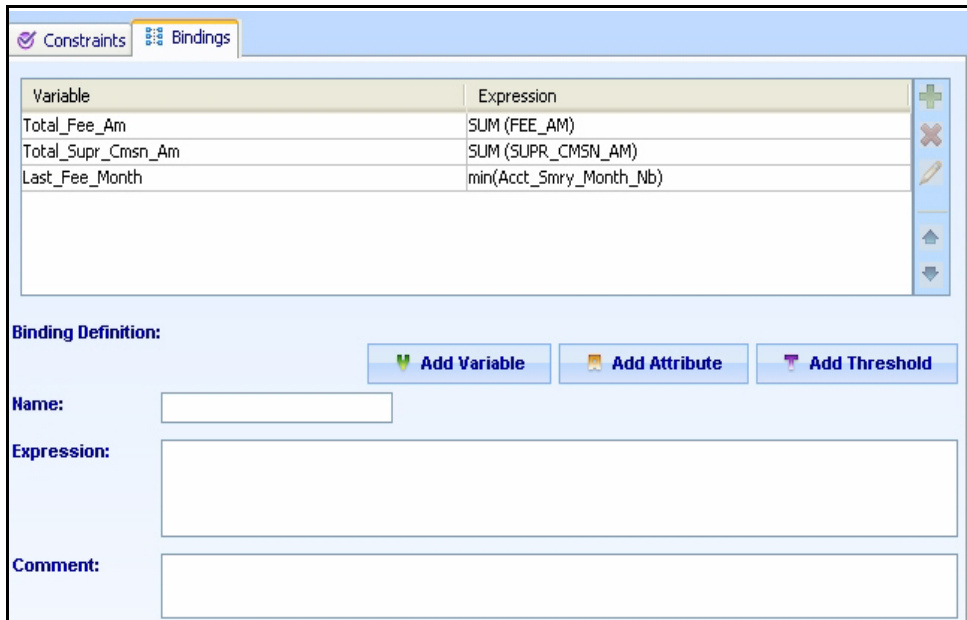 Constraints Bindings
Variable Expression
Total_Fee_Am SUM (FEE_AM)
Total_Supr_Cmsn_Am SUM (SUPR_CMSN_AM)
Last_Fee_Month min(Acct_Smry_Month_Nb)
Binding Definition:
Add Variable Add Attribute Add Threshold
Name:
Expression:
Comment: